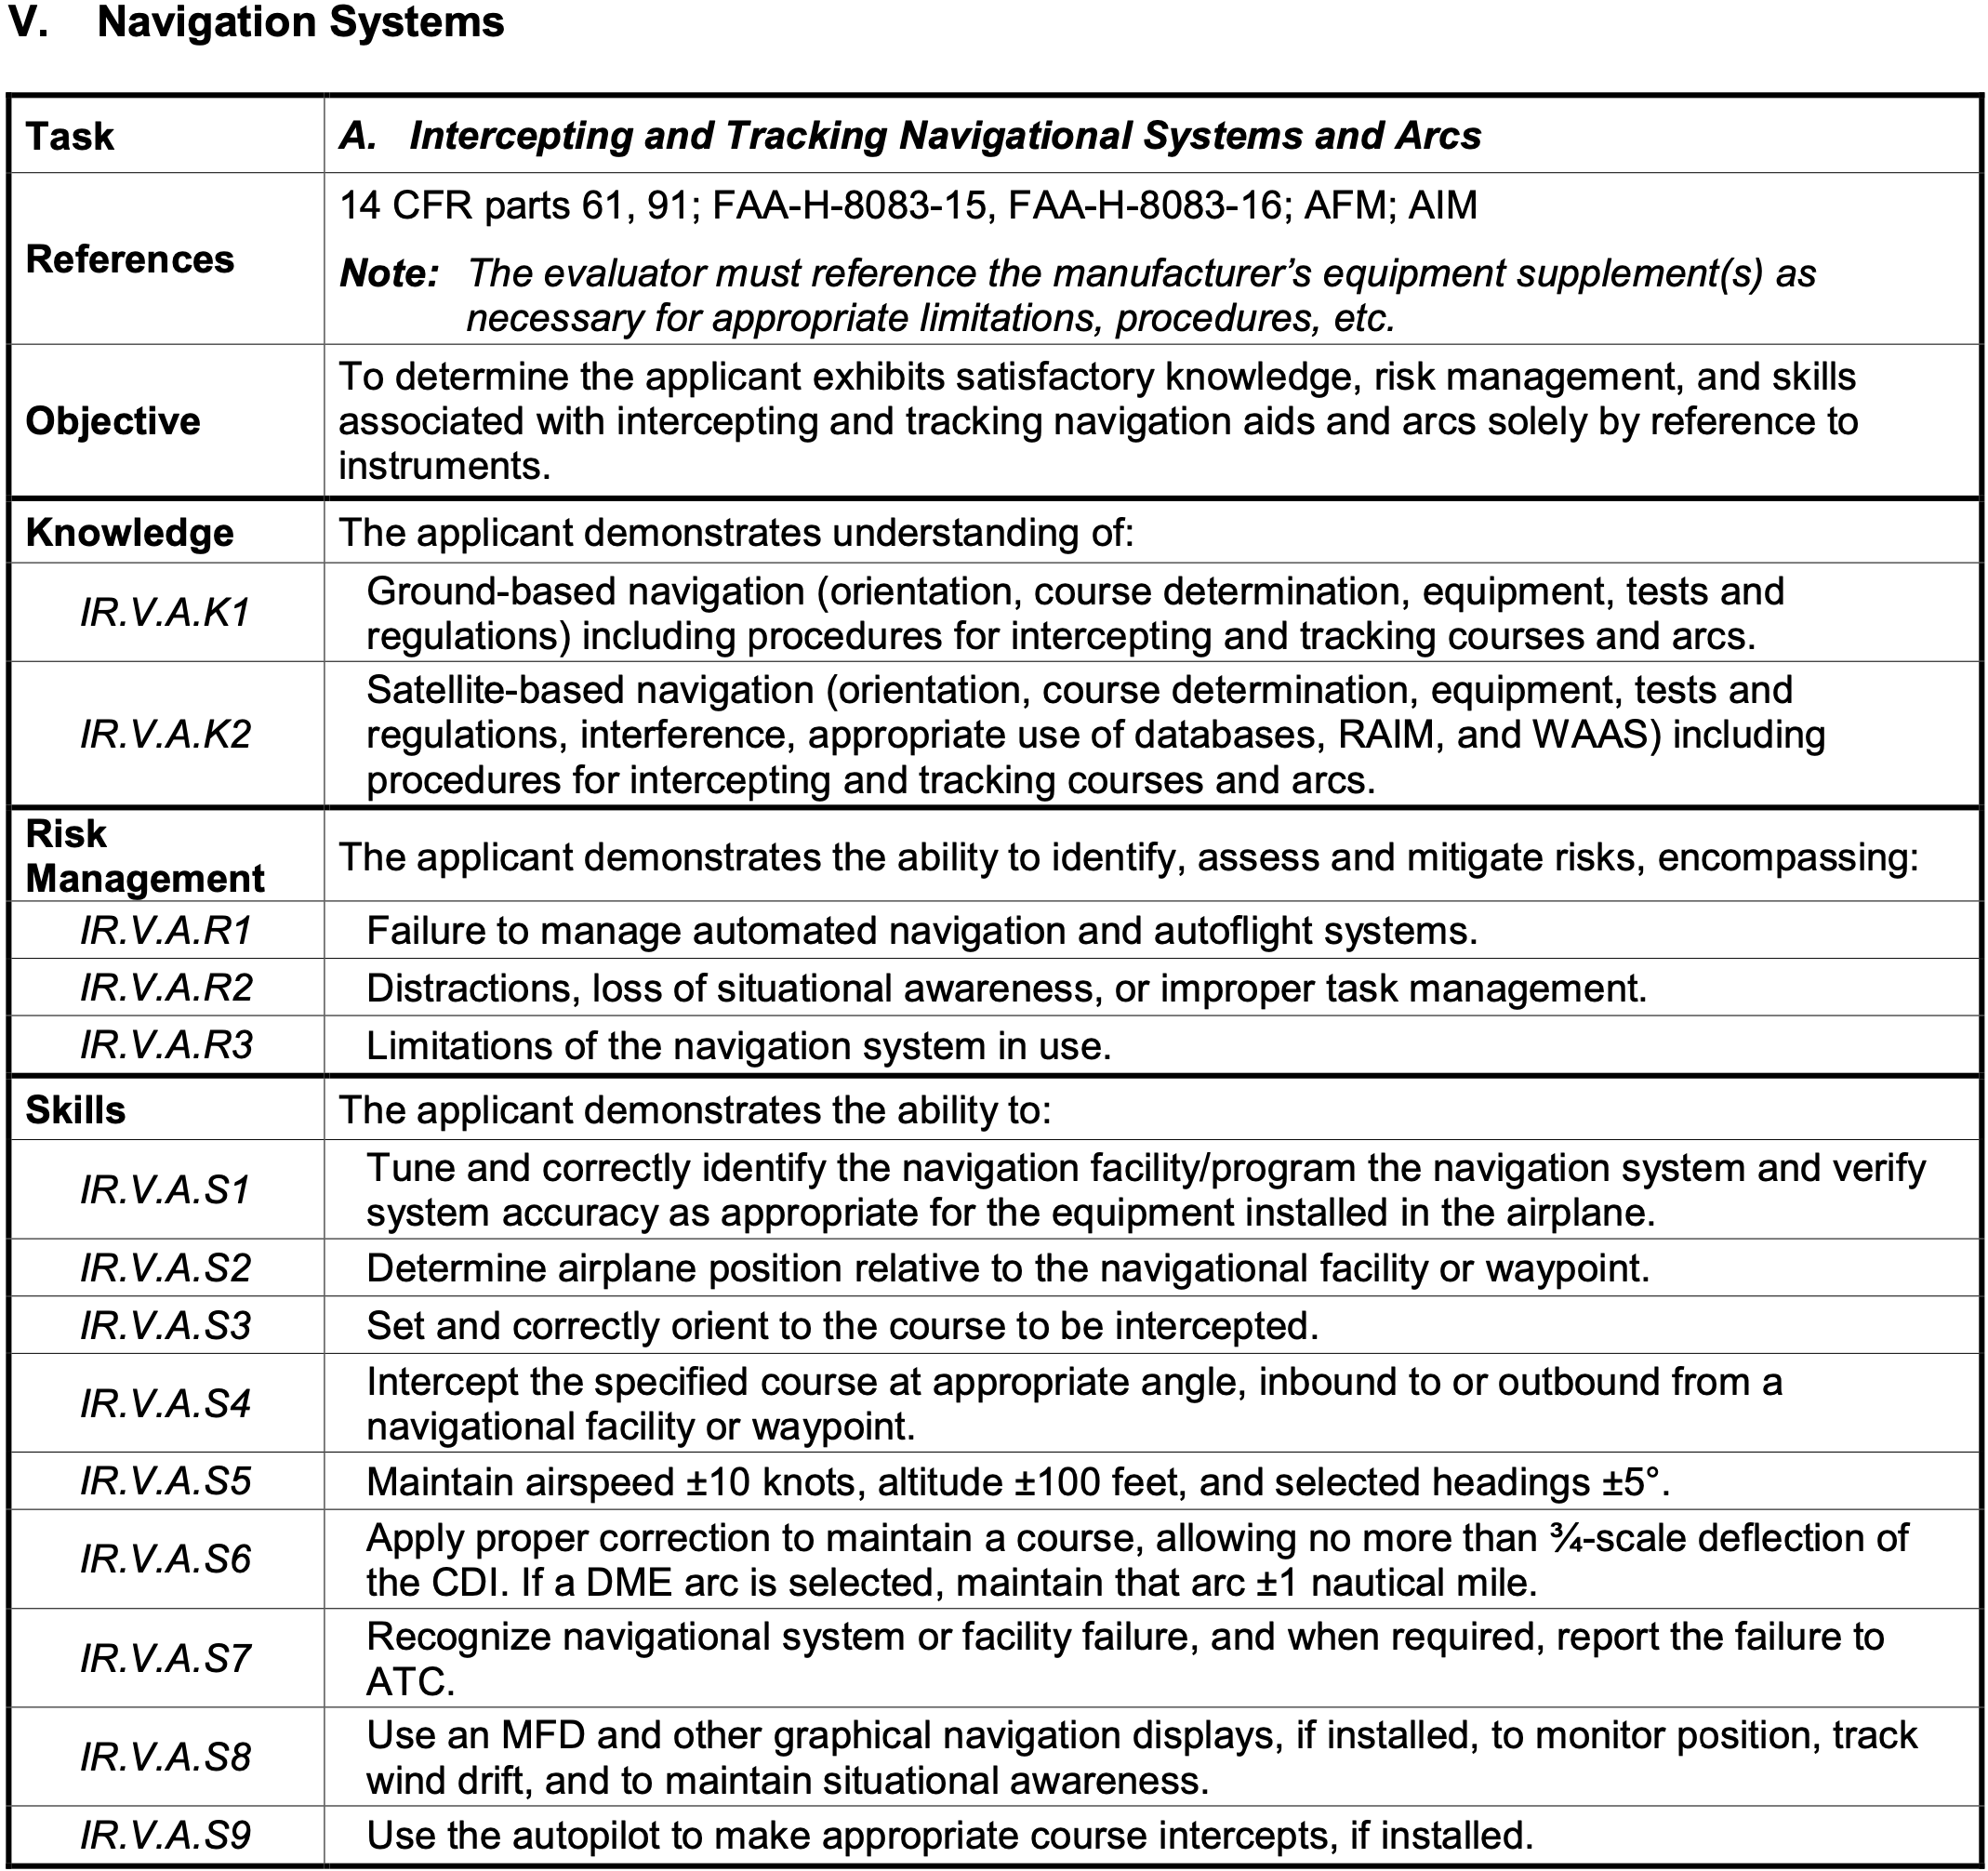 V. Navigation Systems
Task
A. Intercepting and Tracking Navigational Systems and Arcs
References
14 CFR parts 61, 91; FAA-H-8083-15, FAA-H-8083-16; AFM; AIM
Note: The evaluator must reference the manufacturer’s equipment supplement(s) as
necessary for appropriate limitations, procedures, etc.
Objective
To determine the applicant exhibits satisfactory knowledge, risk management, and skills
associated with intercepting and tracking navigation aids and arcs solely by reference to
instruments.
Knowledge
The applicant demonstrates understanding of:
IR.V.A.K1
Ground-based navigation (orientation, course determination, equipment, tests and
regulations) including procedures for intercepting and tracking courses and arcs.
IR.V.A.K2
Satellite-based navigation (orientation, course determination, equipment, tests and
regulations, interference, appropriate use of databases, RAIM, and WAAS) including
procedures for intercepting and tracking courses and arcs.
Risk
Management
The applicant demonstrates the ability to identify, assess and mitigate risks, encompassing:
IR.V.A.R1
Failure to manage automated navigation and autoflight systems.
IR.V.A.R2
Distractions, loss of situational awareness, or improper task management.
IR.V.A.R3
Limitations of the navigation system in use.
Skills
The applicant demonstrates the ability to:
IR.V.A.S1
Tune and correctly identify the navigation facility/program the navigation system and verify
system accuracy as appropriate for the equipment installed in the airplane.
IR.V.A.S2
Determine airplane position relative to the navigational facility or waypoint.
IR.V.A.S3
Set and correctly orient to the course to be intercepted.
IR.V.A.S4
Intercept the specified course at appropriate angle, inbound to or outbound from a
navigational facility or waypoint.
IR.V.A.S5
Maintain airspeed ±10 knots, altitude ±100 feet, and selected headings ±5°.
IR.V.A.S6
Apply proper correction to maintain a course, allowing no more than ¾-scale deflection of
the CDI. If a DME arc is selected, maintain that arc ±1 nautical mile.
IR.V.A.S7
Recognize navigational system or facility failure, and when required, report the failure to
ATC.
IR.V.A.S8
Use an MFD and other graphical navigation displays, if installed, to monitor position, track
wind drift, and to maintain situational awareness.
IR.V.A.S9
Use the autopilot to make appropriate course intercepts, if installed.